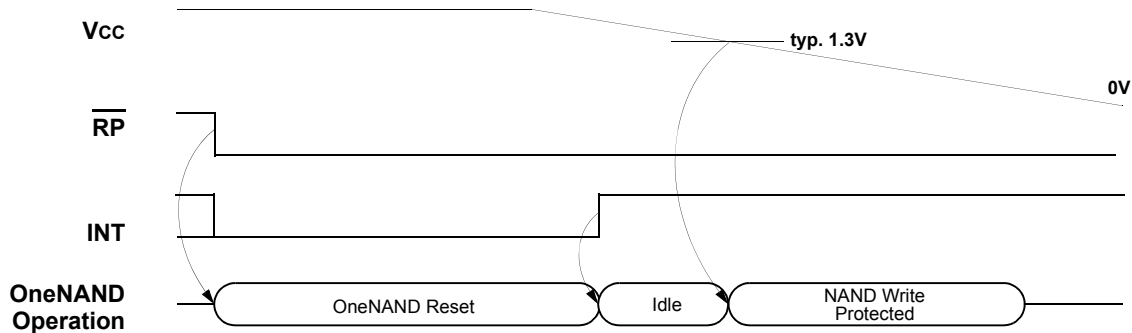 Vcc
typ. 1.3V
0V
RP
INT
OneNAND
Operation
OneNAND Reset
Idle
NAND Write
Protected